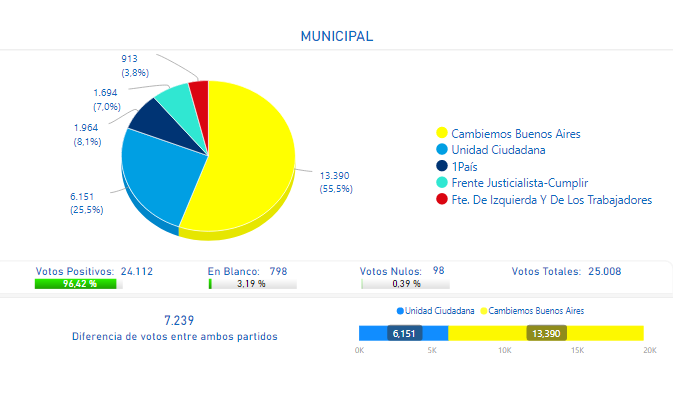 MUNICIPAL
913
(3,8%)
1.694
(7,0%)
1.964
(8,1%)
6.151
(25,5%)
13.390
(55,5%)
Cambiemos Buenos Aires
Unidad Ciudadana
1País
Frente Justicialista-Cumplir
Fte. De Izquierda Y De Los Trabajadores
Votos Positivos: 24.112
96,42 %
En Blanco: 798
3,19 %
Votos Nulos: 98
0,39 %
Votos Totales: 25.008
7.239
Diferencia de votos entre ambos partidos
Unidad Ciudadana Cambiemos Buenos Aires
6,151 13,390
0K 5K 10K 15K 20K